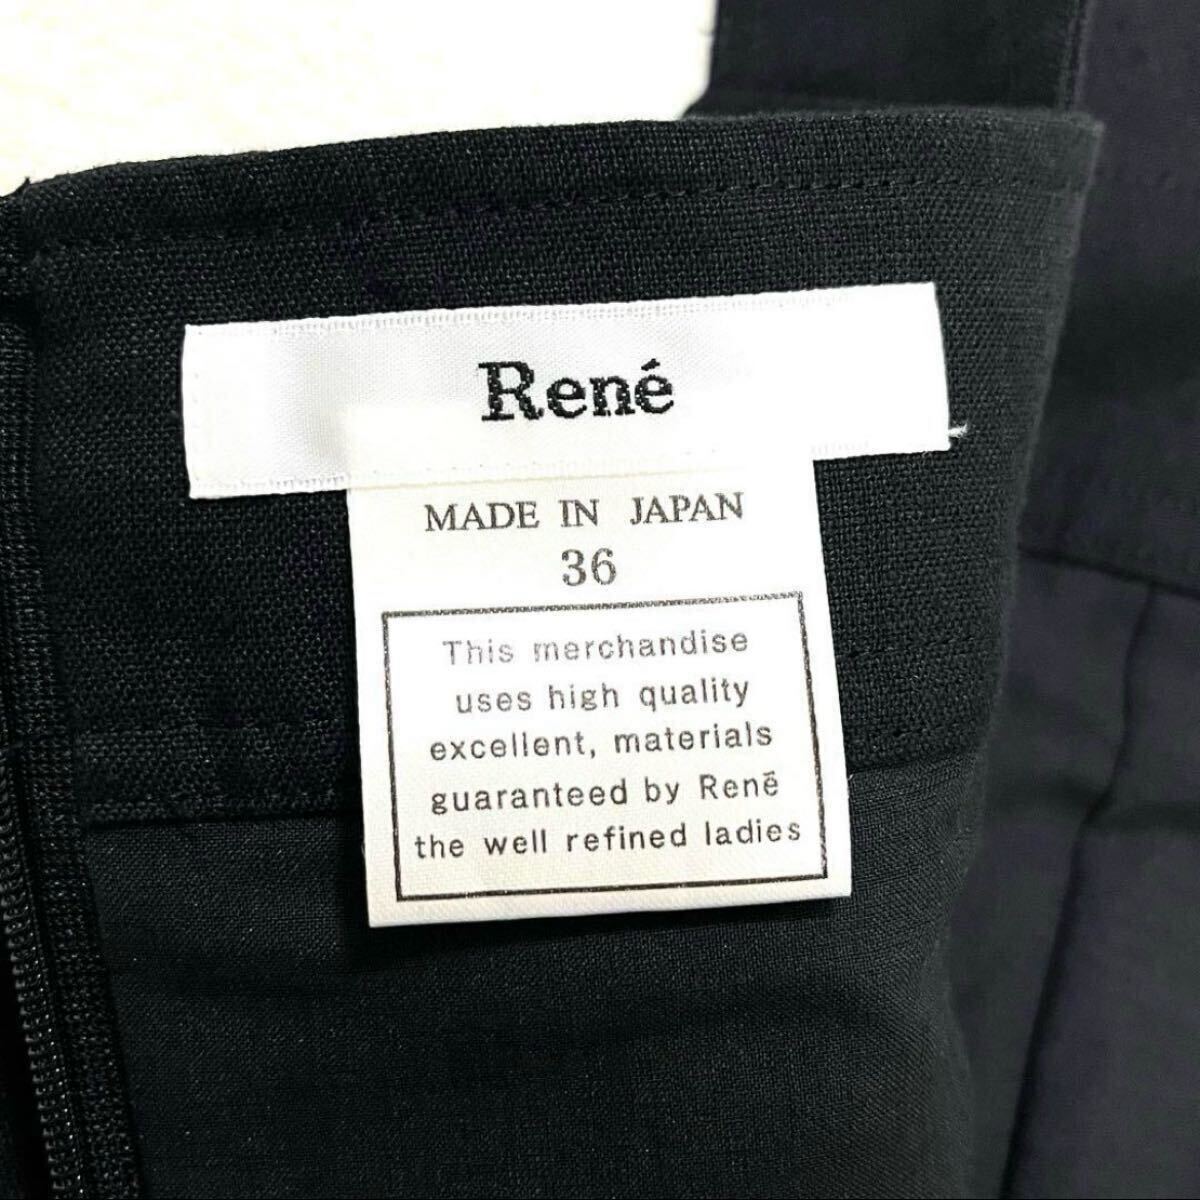 René
MADE IN JAPAN
36
This merchandise
uses high quality
excellent, materials
guaranteed by Renē
the well refined ladies